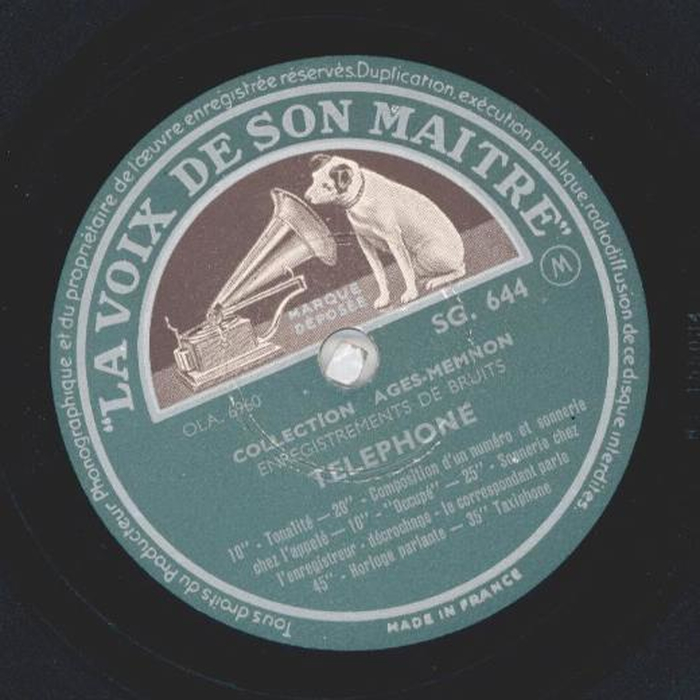 Tous droits du Producteur Phonographique et du propriétaire de l'œuvre enregistrée réservés. Duplication, exécution publique, radiodiffusion de ce disque interdites.
"LA VOIX DE SON MAITRE"
MARQUE
DÉPOSÉE
M
SG. 644
OLA. 6960
COLLECTION AGES-MEMNON
ENREGISTREMENTS DE BRUITS
TELEPHONE
10" - Tonalité — 20" - Composition d'un numéro et sonnerie
chez l'appelé — 10" - "Occupé" — 25" - Sonnerie chez
l'enregistreur - décrochage - le correspondant parle
45" - Horloge parlante — 35" Taxiphone
MADE IN FRANCE